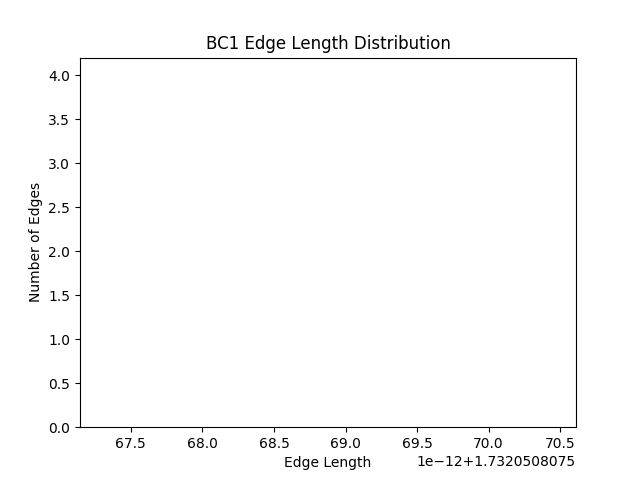 BC1 Edge Length Distribution
Number of Edges
4.0
3.5
3.0
2.5
2.0
1.5
1.0
0.5
0.0
67.5 68.0 68.5 69.0 69.5 70.0 70.5
Edge Length
1e−12+1.7320508075